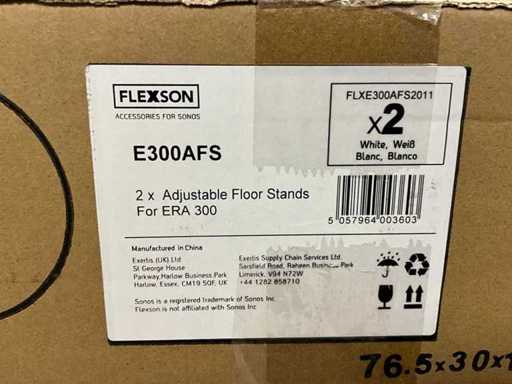 FLEXSON
ACCESSORIES FOR SONOS
FLXE300AFS2011
x2
White, Weiß
Blanc, Blanco
E300AFS
2 x Adjustable Floor Stands
For ERA 300
5 057964 003603
Manufactured in China
Exertis (UK) Ltd
St George House
Parkway, Harlow Business Park
Harlow, Essex, CM19 5QF, UK
Exertis Supply Chain Services Ltd.
Sarsfield Road, Raheen Business Park
Limerick, V94 N72W
+44 1282 858710
Sonos is a registered trademark of Sonos Inc.
Flexson is not affiliated with Sonos Inc
76.5x30x1